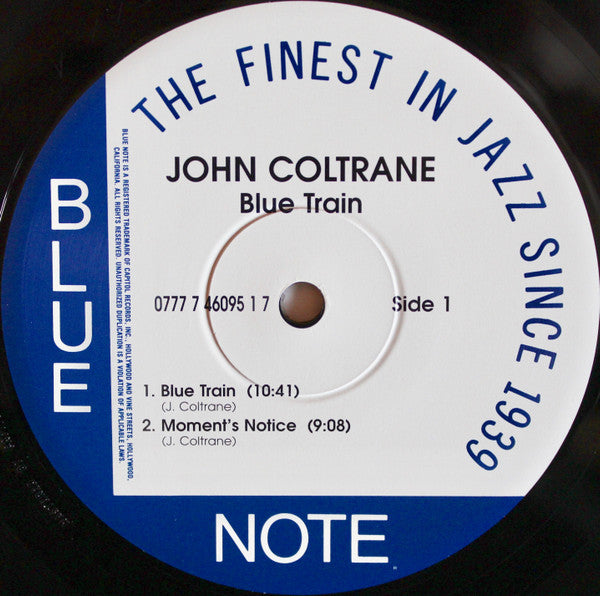 THE FINEST IN JAZZ SINCE 1939
JOHN COLTRANE
Blue Train
BLUE NOTE IS A REGISTERED TRADEMARK OF CAPITOL RECORDS, INC., HOLLYWOOD AND VINE STREETS, HOLLYWOOD,
CALIFORNIA. ALL RIGHTS RESERVED. UNAUTHORIZED DUPLICATION IS A VIOLATION OF APPLICABLE LAWS.
BLUE
0777 7 46095 1 7
Side 1
1. Blue Train (10:41)
(J. Coltrane)
2. Moment's Notice (9:08)
(J. Coltrane)
NOTE